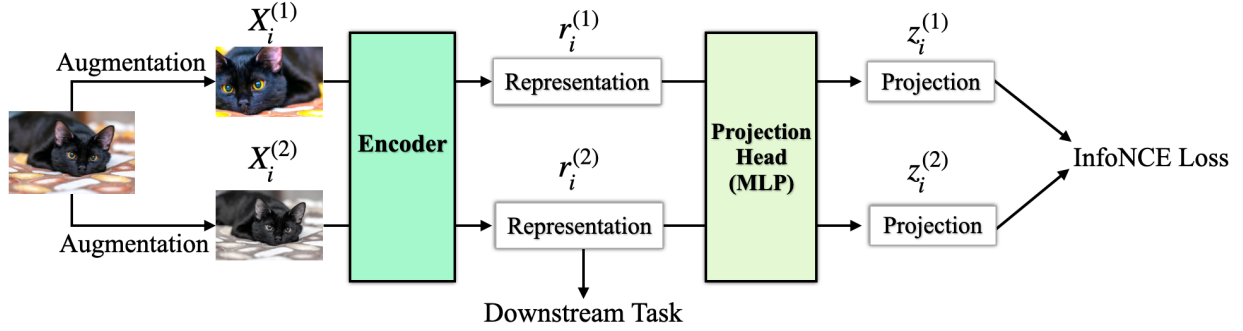 X_i^{(1)}
r_i^{(1)}
z_i^{(1)}
Augmentation
Representation
Projection
Encoder
Projection
Head
(MLP)
InfoNCE Loss
X_i^{(2)}
r_i^{(2)}
z_i^{(2)}
Augmentation
Representation
Projection
Downstream Task